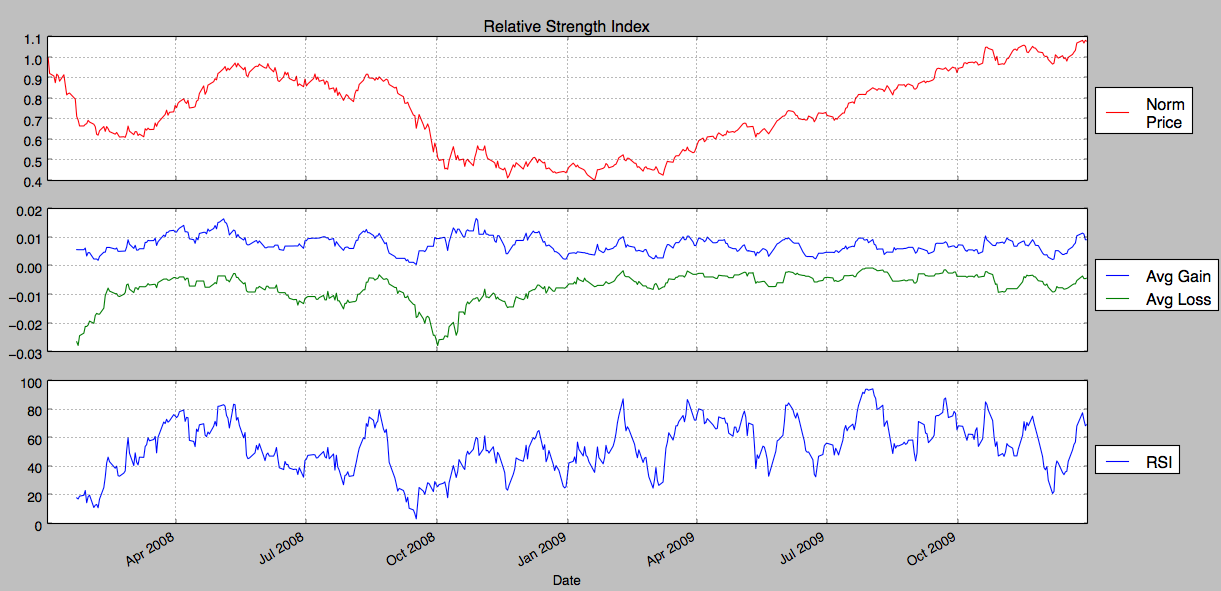 Relative Strength Index
1.1
1.0
0.9
0.8
0.7
0.6
0.5
0.4
Norm
Price
0.02
0.01
0.00
−0.01
−0.02
−0.03
Avg Gain
Avg Loss
100
80
60
40
20
0
RSI
Apr 2008
Jul 2008
Oct 2008
Jan 2009
Apr 2009
Jul 2009
Oct 2009
Date